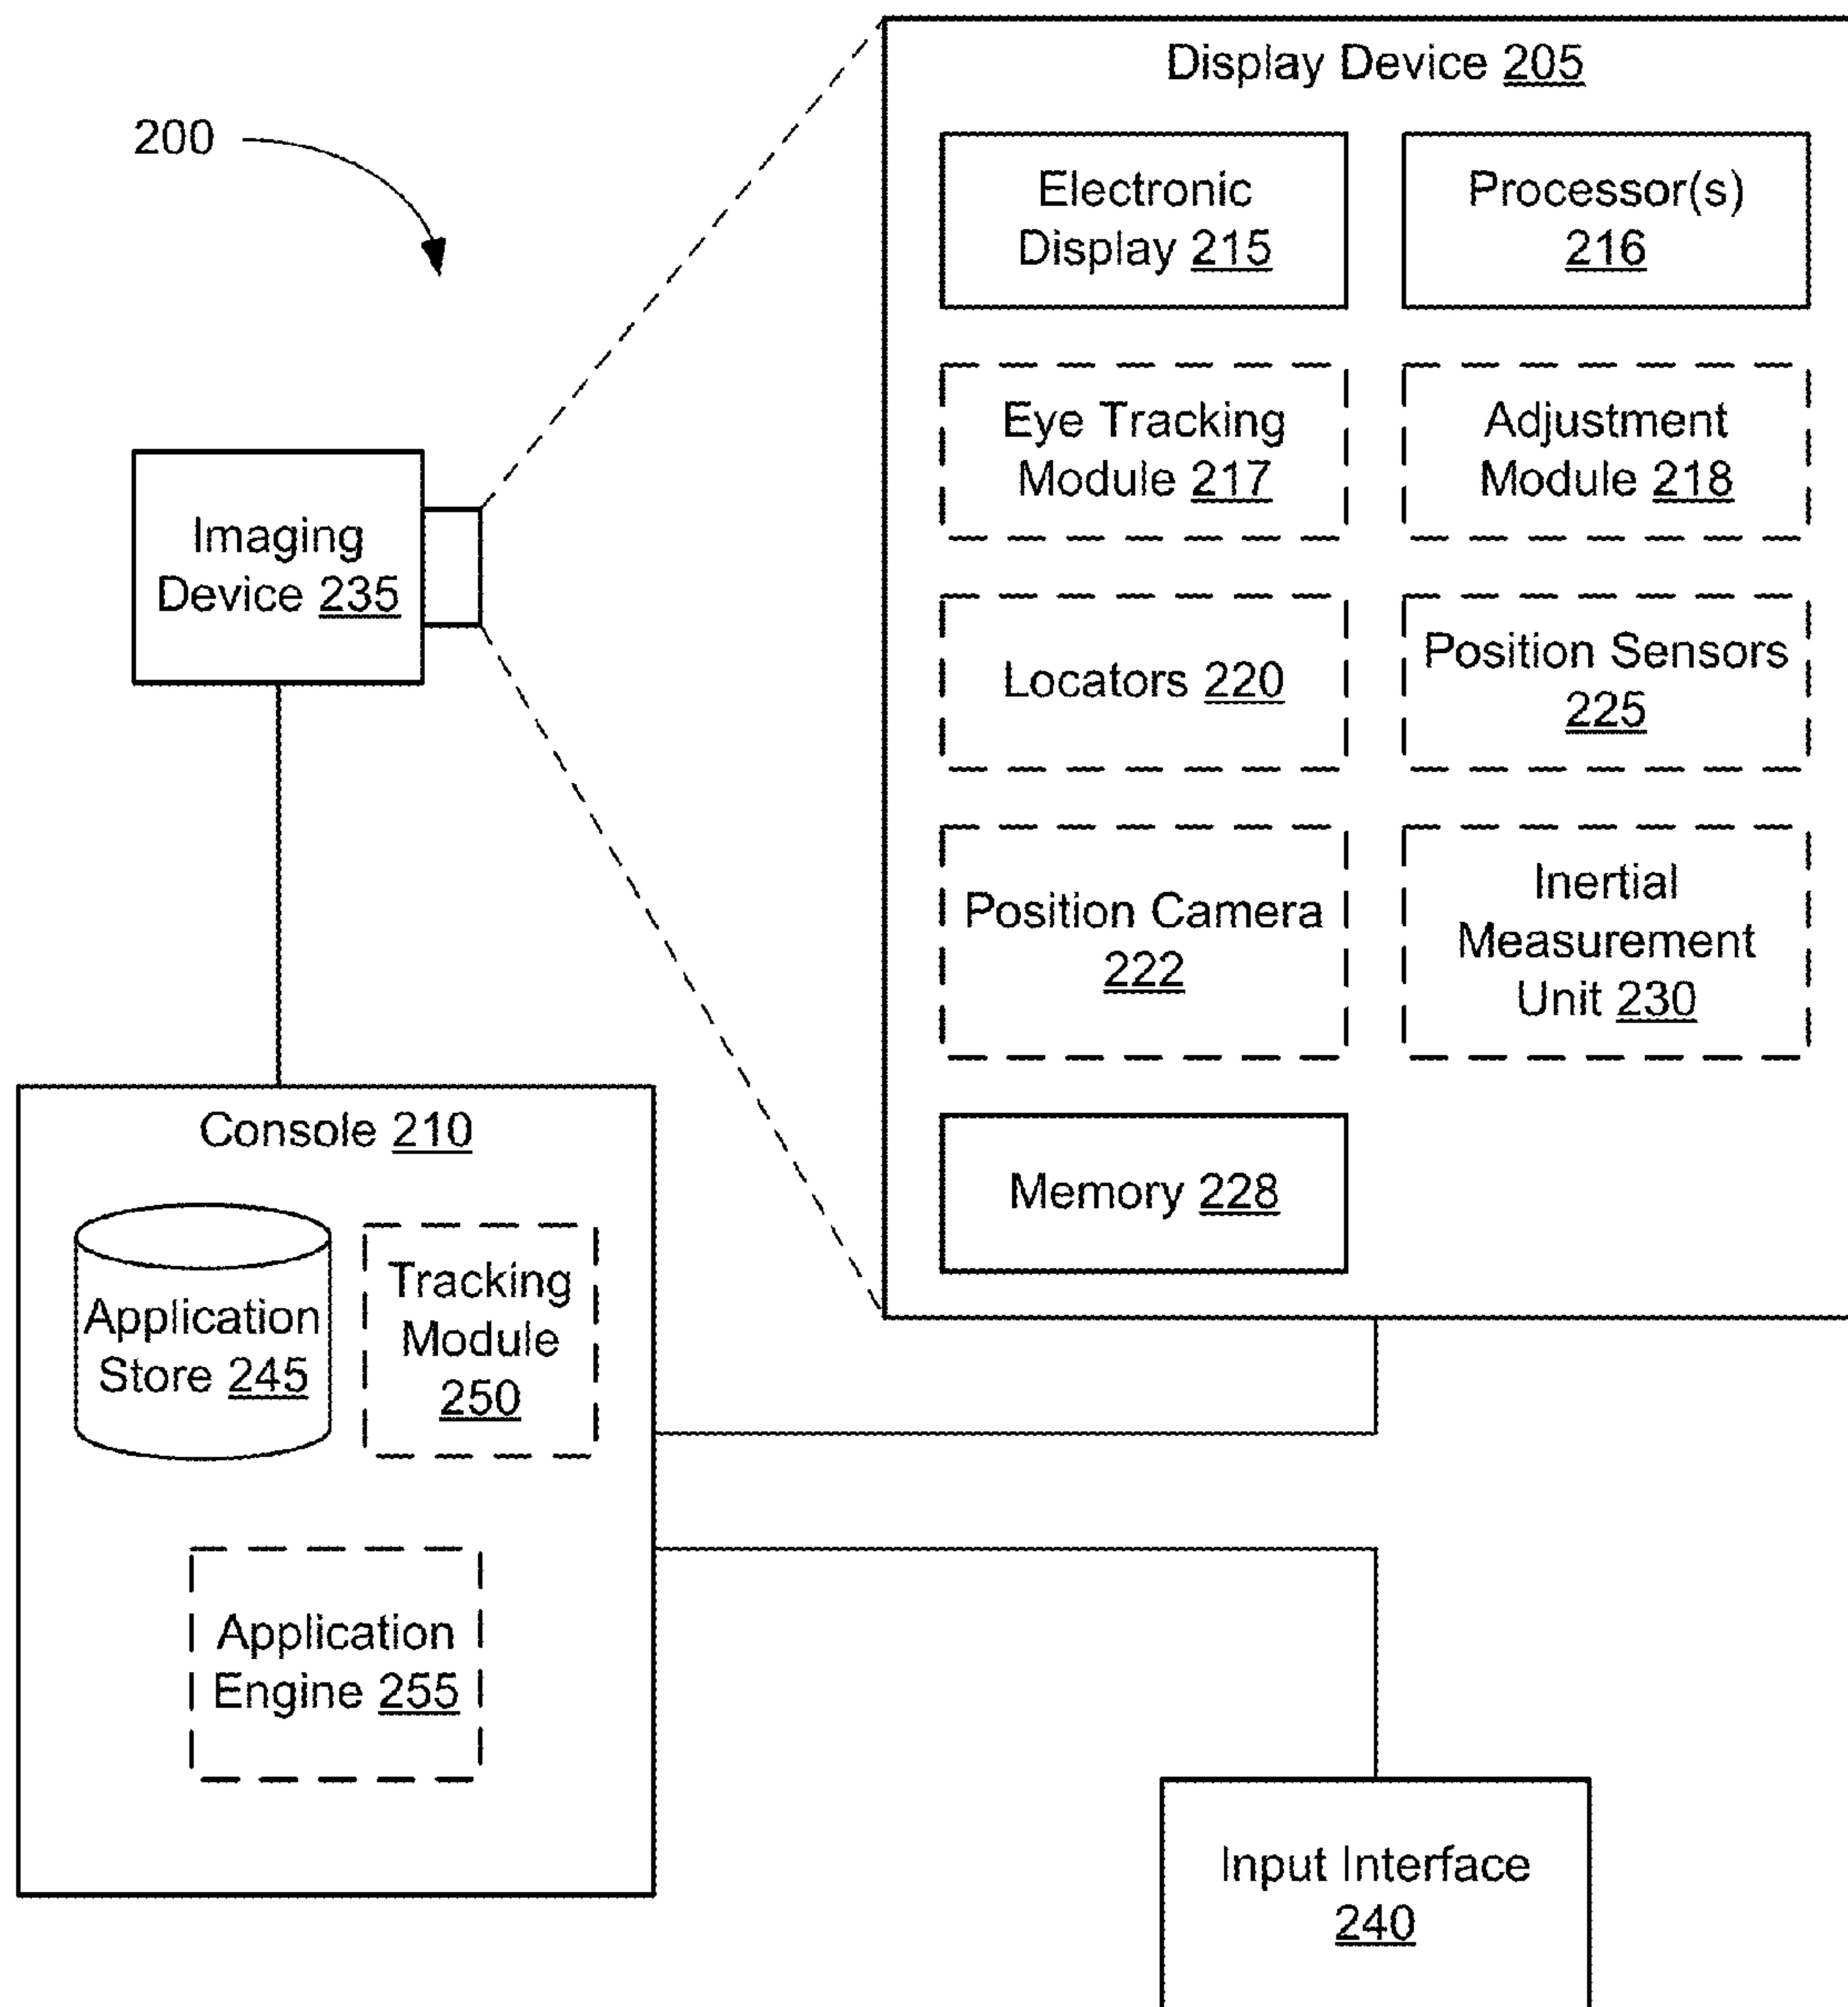 200
Display Device 205
Electronic
Display 215
Processor(s)
216
Eye Tracking
Module 217
Adjustment
Module 218
Imaging
Device 235
Locators 220
Position Sensors
225
Position Camera
222
Inertial
Measurement
Unit 230
Memory 228
Console 210
Application
Store 245
Tracking
Module
250
Application
Engine 255
Input Interface
240